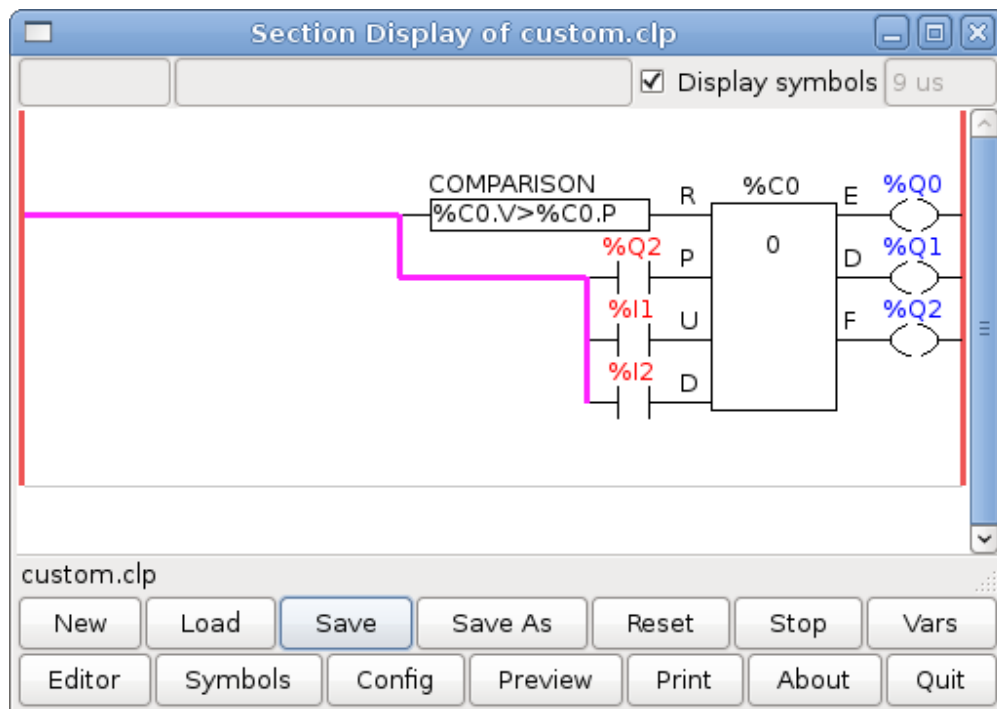 Section Display of custom.clp
Display symbols 9 us
COMPARISON R %C0 E %Q0
%C0.V>%C0.P
%Q2 P 0 D %Q1
%I1 U F %Q2
%I2 D
custom.clp
New Load Save Save As Reset Stop Vars
Editor Symbols Config Preview Print About Quit